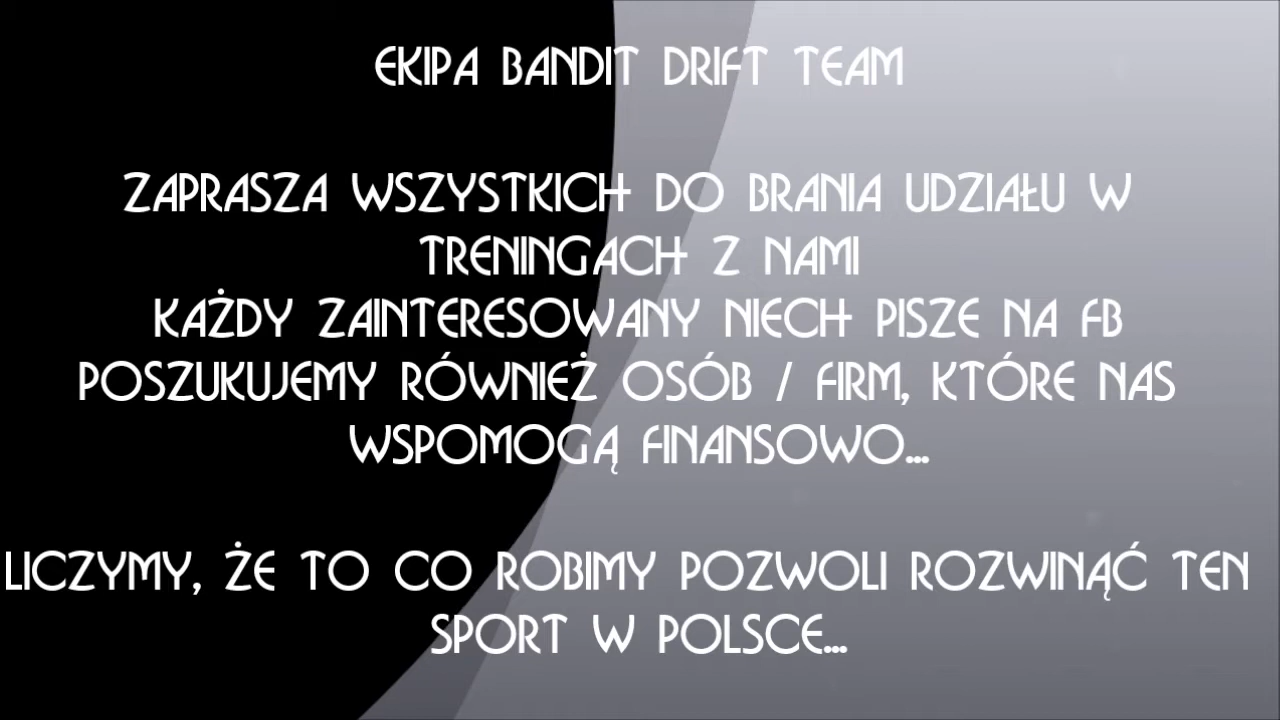 EKIPA BANDIT DRIFT TEAM
ZAPRASZA WSZYSTKICH DO BRANIA UDZIAŁU W
TRENINGACH Z NAMI
KAŻDY ZAINTERESOWANY NIECH PISZE NA FB
POSZUKUJEMY RÓWNIEŻ OSÓB / FIRM, KTÓRE NAS
WSPOMOGĄ FINANSOWO...
LICZYMY, ŻE TO CO ROBIMY POZWOLI ROZWINĄĆ TEN
SPORT W POLSCE...